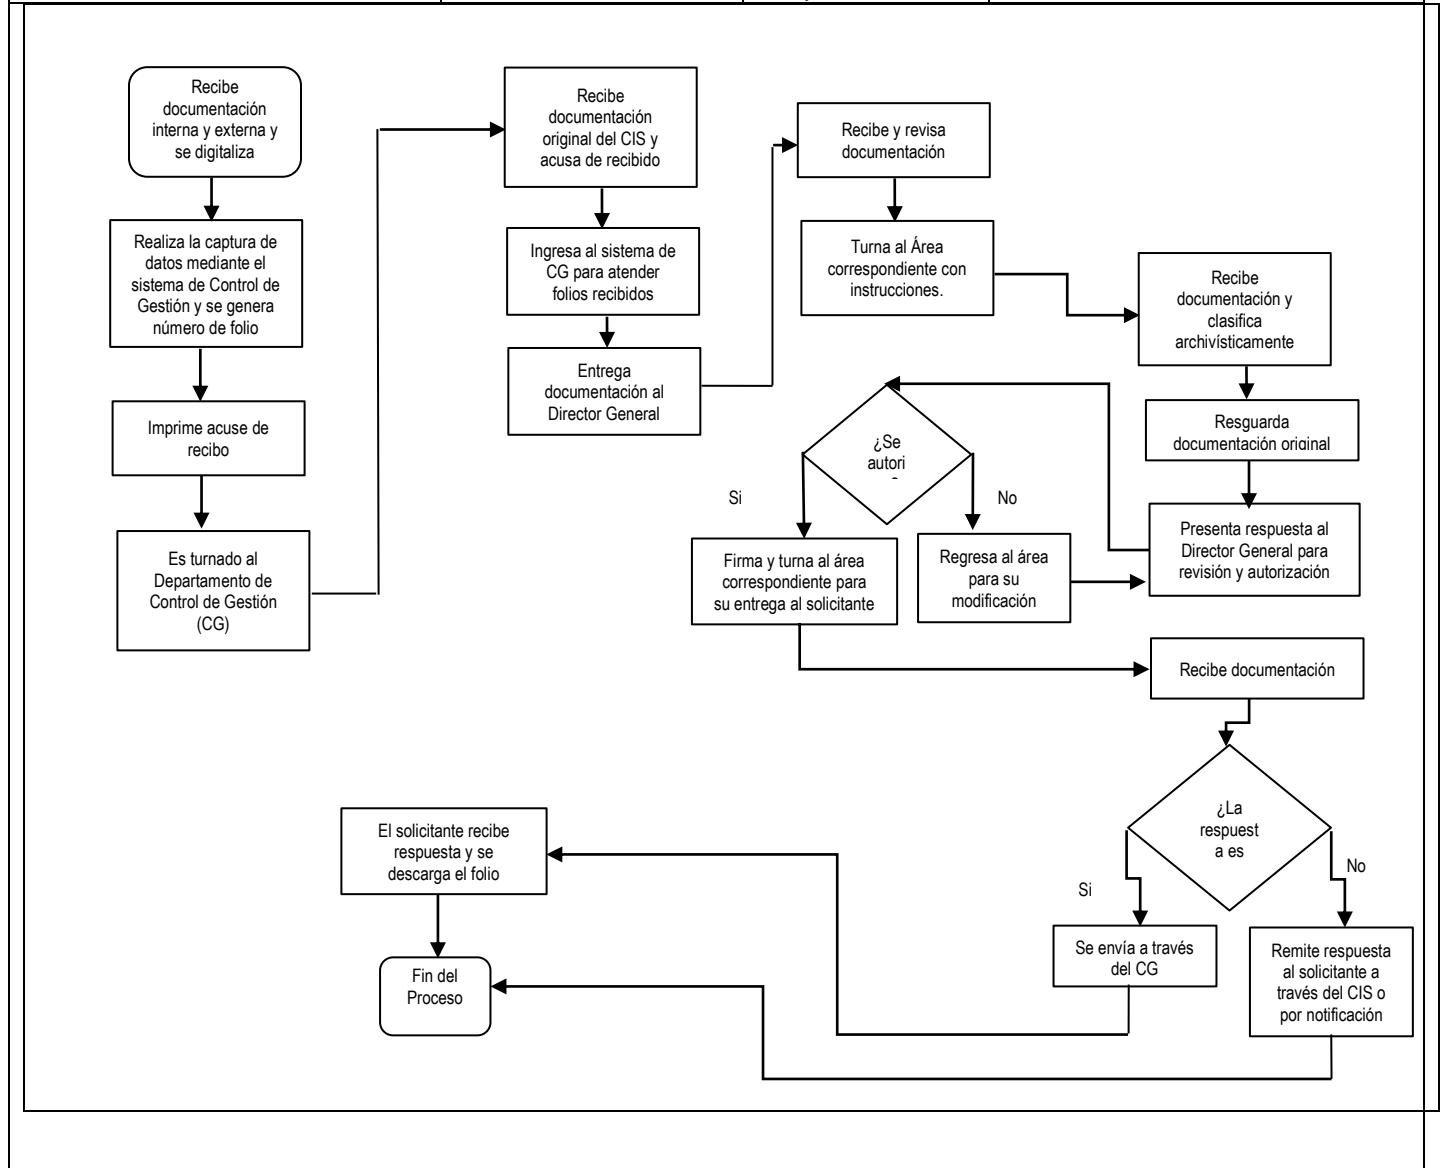 Recibe
documentación
interna y externa y
se digitaliza
Realiza la captura de
datos mediante el
sistema de Control de
Gestión y se genera
número de folio
Imprime acuse de
recibo
Es turnado al
Departamento de
Control de Gestión
(CG)
Recibe
documentación
original del CIS y
acusa de recibido
Ingresa al sistema de
CG para atender
folios recibidos
Entrega
documentación al
Director General
Recibe y revisa
documentación
Turna al Área
correspondiente con
instrucciones.
Recibe
documentación y
clasifica
archivísticamente
Resguarda
documentación original
Presenta respuesta al
Director General para
revisión y autorización
¿Se
autori
Si
No
Firma y turna al área
correspondiente para
su entrega al solicitante
Regresa al área
para su
modificación
Recibe documentación
¿La
respuest
a es
Si
No
Se envía a través
del CG
Remite respuesta
al solicitante a
través del CIS o
por notificación
El solicitante recibe
respuesta y se
descarga el folio
Fin del
Proceso